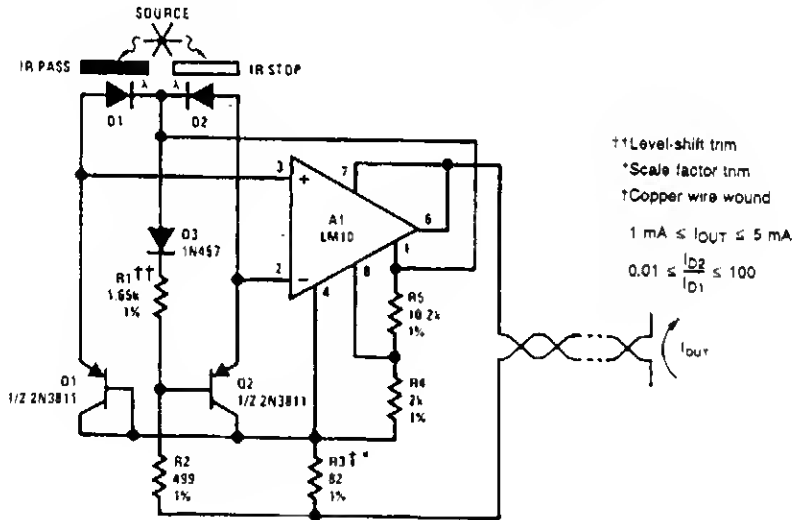 SOURCE
IR PASS
IR STOP
λ λ
D1 D2
††Level-shift trim
*Scale factor trim
†Copper wire wound
1 mA ≤ IOUT ≤ 5 mA
0.01 ≤ ID2/ID1 ≤ 100
3 +
7
A1
LM10
6
1
2 −
4
8
D3
1N457
R1††
1.65k
1%
R5
10.2k
1%
Q1
1/2 2N3811
Q2
1/2 2N3811
R4
2k
1%
IOUT
R2
499
1%
R3†*
82
1%